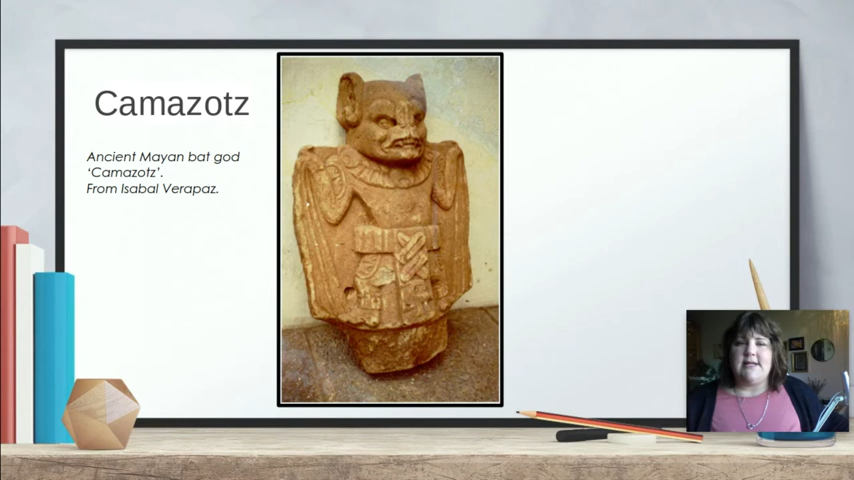 Camazotz
Ancient Mayan bat god
‘Camazotz’.
From Isabal Verapaz.